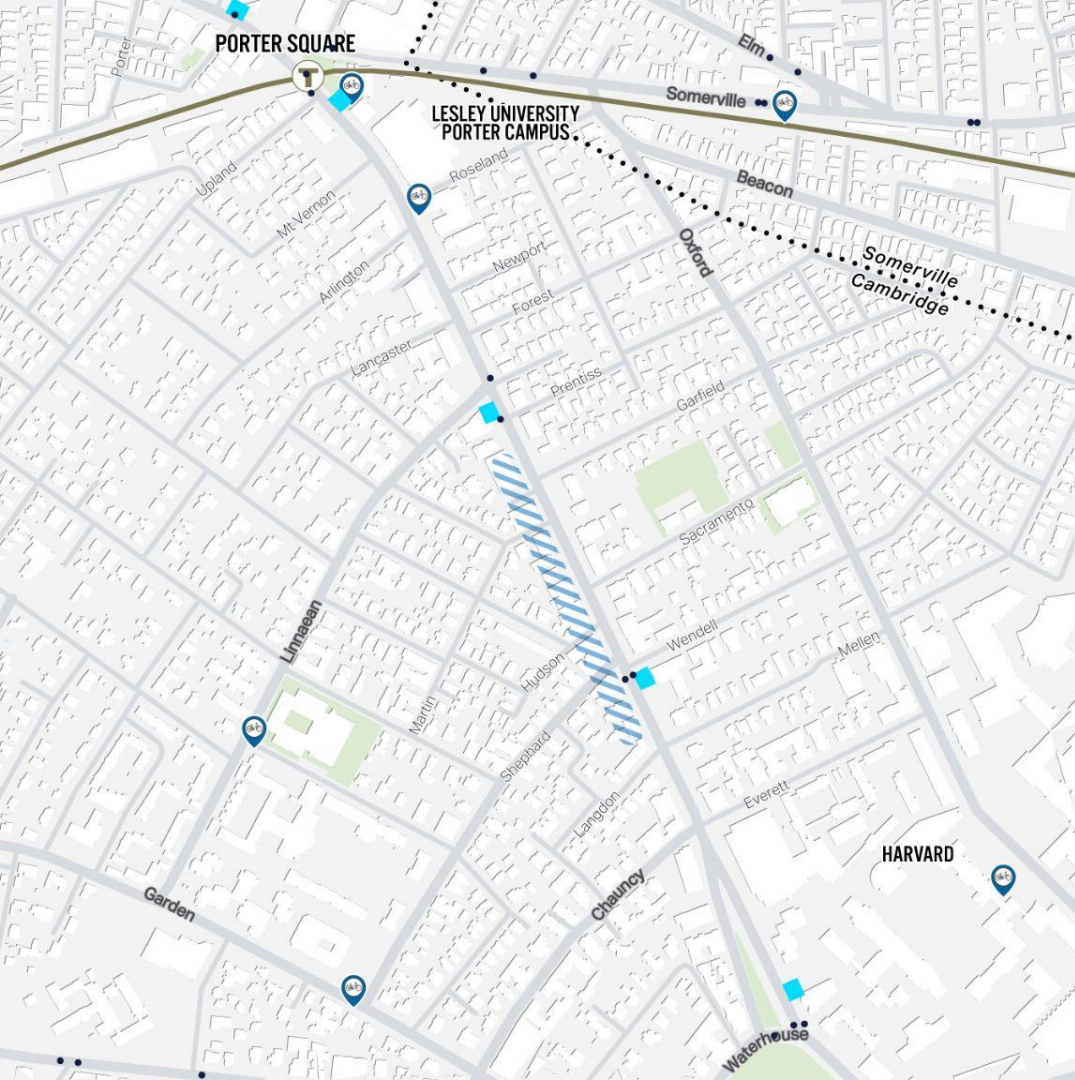 Porter
PORTER SQUARE
T
Elm
Somerville
LESLEY UNIVERSITY
PORTER CAMPUS
Roseland
Upland
Beacon
Mt Vernon
Oxford
Newport
Somerville
Cambridge
Arlington
Forest
Lancaster
Prentiss
Garfield
Sacramento
Linnaean
Wendell
Mellen
Hudson
Martin
Shephard
Langdon
Everett
HARVARD
Chauncy
Garden
Waterhouse